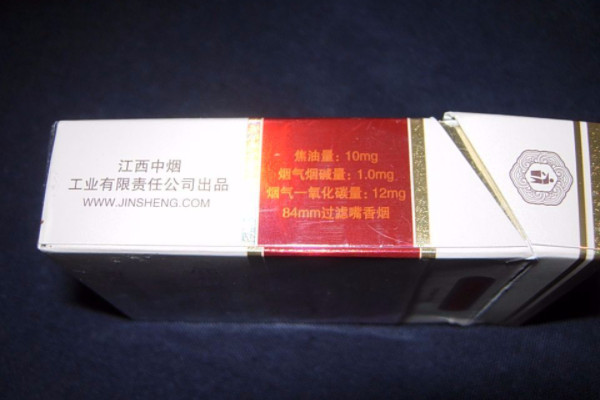 江西中烟
工业有限责任公司出品
WWW.JINSHENG.COM
焦油量：10mg
烟气烟碱量：1.0mg
烟气一氧化碳量：12mg
84mm过滤嘴香烟